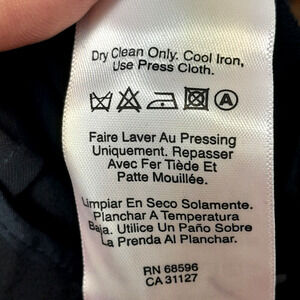 Dry Clean Only. Cool Iron,
Use Press Cloth.
A
Faire Laver Au Pressing
Uniquement. Repasser
Avec Fer Tiède Et
Patte Mouillée.
Limpiar En Seco Solamente.
Planchar A Temperatura
Baja. Utilice Un Paño Sobre
La Prenda Al Planchar.
RN 68596
CA 31127